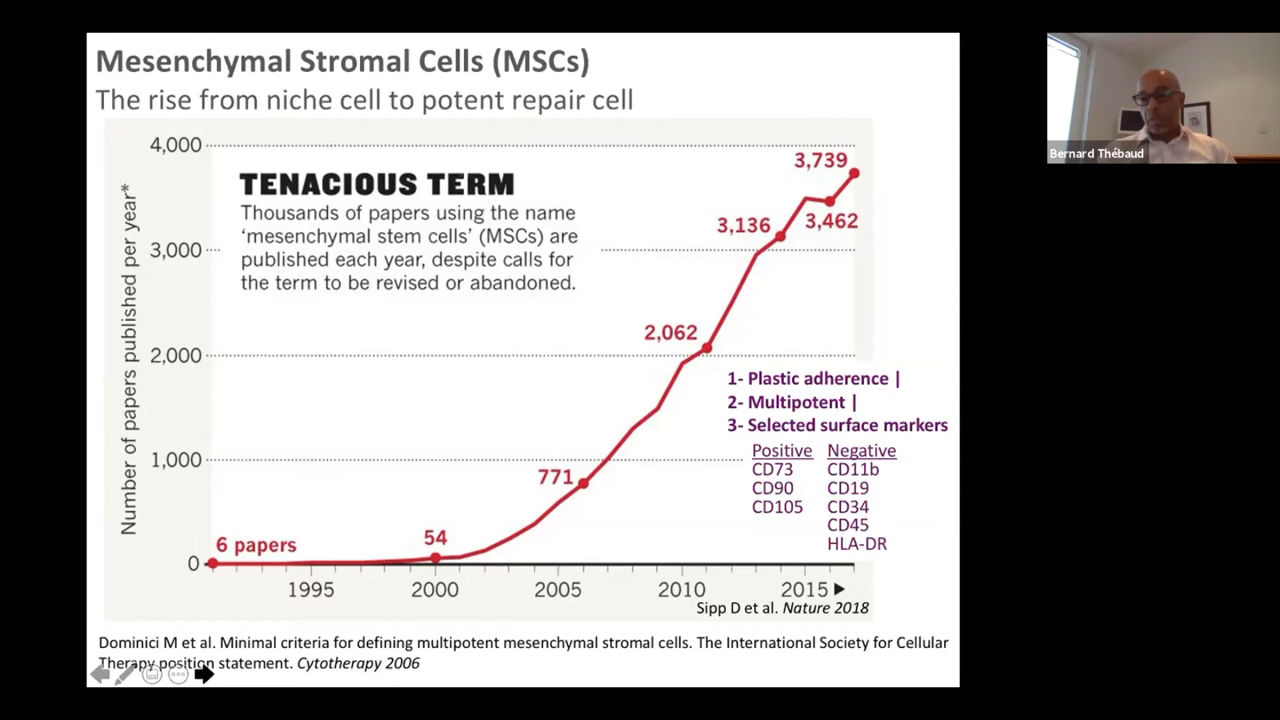 Mesenchymal Stromal Cells (MSCs)
The rise from niche cell to potent repair cell
Number of papers published per year*
4,000
3,000
2,000
1,000
0
TENACIOUS TERM
Thousands of papers using the name
‘mesenchymal stem cells’ (MSCs) are
published each year, despite calls for
the term to be revised or abandoned.
6 papers
54
771
2,062
3,136
3,462
3,739
1995
2000
2005
2010
2015
1- Plastic adherence |
2- Multipotent |
3- Selected surface markers
Positive Negative
CD73 CD11b
CD90 CD19
CD105 CD34
CD45
HLA-DR
Sipp D et al. Nature 2018
Dominici M et al. Minimal criteria for defining multipotent mesenchymal stromal cells. The International Society for Cellular
Therapy position statement. Cytotherapy 2006
Bernard Thébaud